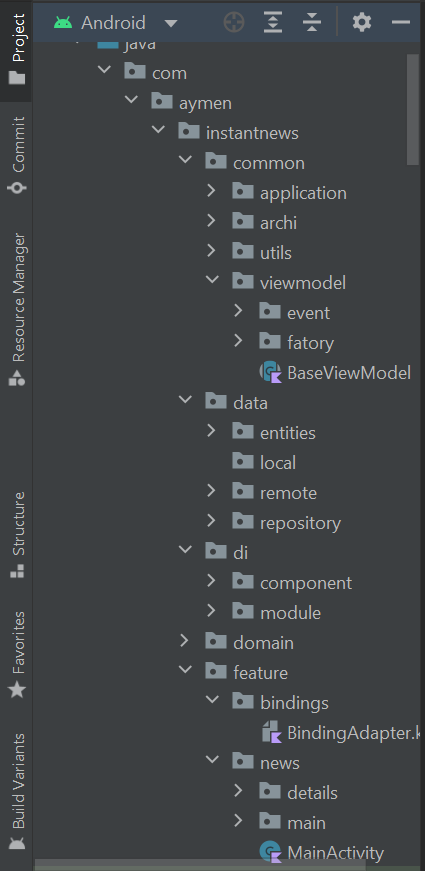 Project
Commit
Resource Manager
Structure
Favorites
Build Variants
Android
java
com
aymen
instantnews
common
application
archi
utils
viewmodel
event
fatory
BaseViewModel
data
entities
local
remote
repository
di
component
module
domain
feature
bindings
BindingAdapter.k
news
details
main
MainActivity